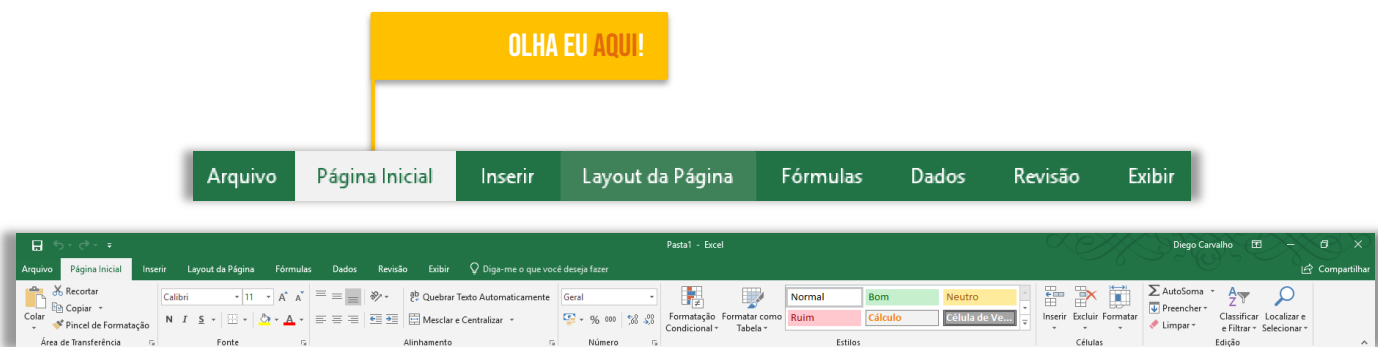 OLHA EU AQUI!
Arquivo Página Inicial Inserir Layout da Página Fórmulas Dados Revisão Exibir
Pasta1 - Excel Diego Carvalho
Arquivo Página Inicial Inserir Layout da Página Fórmulas Dados Revisão Exibir Diga-me o que você deseja fazer Compartilhar
Colar
Recortar
Copiar
Pincel de Formatação
Área de Transferência
Calibri 11 A A
N I S A
Fonte
ab Quebrar Texto Automaticamente
Mesclar e Centralizar
Alinhamento
Geral
% 000 ,00
Número
Formatação Condicional
Formatar como Tabela
Normal Bom Neutro
Ruim Cálculo Célula de Ve...
Estilos
Inserir Excluir Formatar
Células
AutoSoma
Preencher
Limpar
Classificar e Filtrar
Localizar e Selecionar
Edição